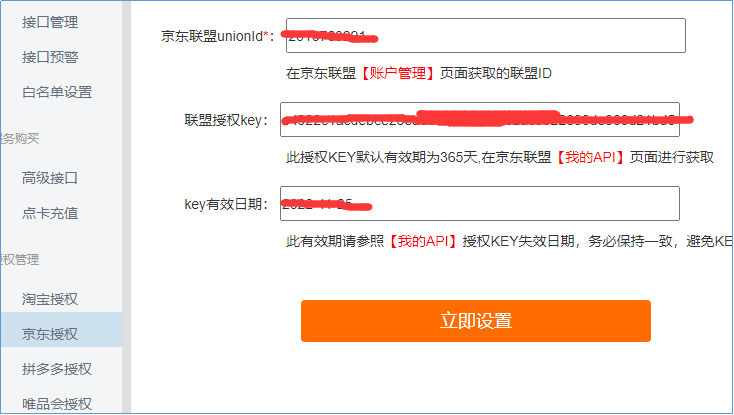 接口管理
接口预警
白名单设置
务购买
高级接口
点卡充值
权管理
淘宝授权
京东授权
拼多多授权
唯品会授权
京东联盟unionId*：
在京东联盟【账户管理】页面获取的联盟ID
联盟授权key：
此授权KEY默认有效期为365天,在京东联盟【我的API】页面进行获取
key有效日期：
此有效期请参照【我的API】授权KEY失效日期，务必保持一致，避免KE
立即设置